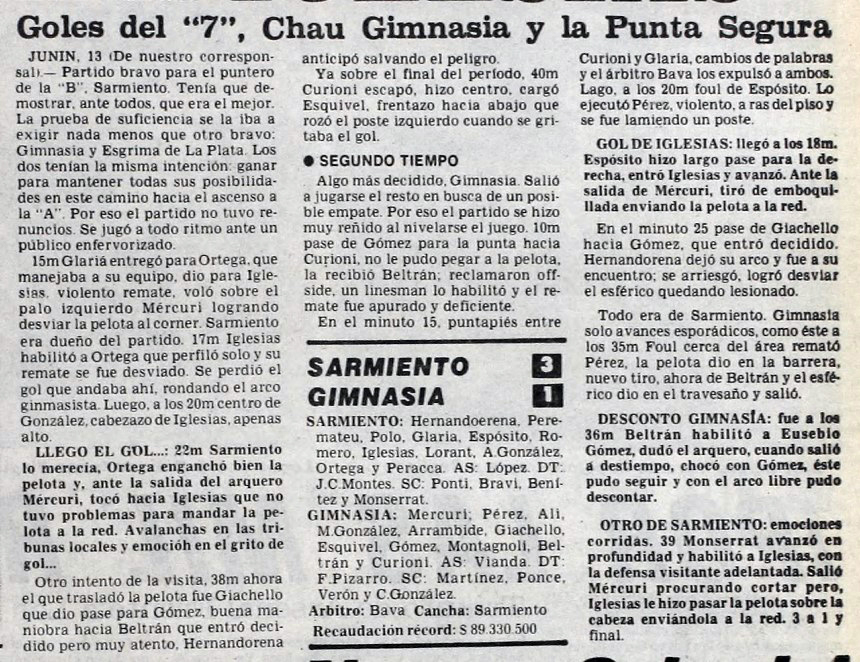 Goles del "7", Chau Gimnasia y la Punta Segura
JUNIN, 13 (De nuestro correspon-
sal).— Partido bravo para el puntero
de la "B", Sarmiento. Tenía que de-
mostrar, ante todos, que era el mejor.
La prueba de suficiencia se la iba a
exigir nada menos que otro bravo:
Gimnasia y Esgrima de La Plata. Los
dos tenían la misma intención: ganar
para mantener todas sus posibilida-
des en este camino hacia el ascenso a
la "A". Por eso el partido no tuvo re-
nuncios. Se jugó a todo ritmo ante un
público enfervorizado.
15m Glariá entregó para Ortega, que
manejaba a su equipo, dio para Igle-
sias, violento remate, voló sobre el
palo izquierdo Mércuri logrando
desviar la pelota al corner. Sarmiento
era dueño del partido. 17m Iglesias
habilitó a Ortega que perfiló solo y su
remate se fue desviado. Se perdió el
gol que andaba ahí, rondando el arco
ginmasista. Luego, a los 20m centro de
González, cabezazo de Iglesias, apenas
alto.
LLEGO EL GOL...: 22m Sarmiento
lo merecía, Ortega enganchó bien la
pelota y, ante la salida del arquero
Mércuri, tocó hacia Iglesias que no
tuvo problemas para mandar la pe-
lota a la red. Avalanchas en las tri-
bunas locales y emocióh en el grito de
gol...
Otro intento de la visita, 38m ahora
el que trasladó la pelota fue Giachello
que dio pase para Gómez, buena ma-
niobra hacia Beltrán que entró deci-
dido pero muy atento, Hernandorena
anticipó salvando el peligro.
Ya sobre el final del período, 40m
Curioni escapó, hizo centro, cargó
Esquivel, frentazo hacia abajo que
rozó el poste izquierdo cuando se gri-
taba el gol.
● SEGUNDO TIEMPO
Algo más decidido, Gimnasia. Salió
a jugarse el resto en busca de un posi-
ble empate. Por eso el partido se hizo
muy reñido al nivelarse el juego. 10m
pase de Gómez para la punta hacia
Curioni, no le pudo pegar a la pelota,
la recibió Beltrán; reclamaron off-
side, un linesman lo habilitó y el re-
mate fue apurado y deficiente.
En el minuto 15, puntapiés entre
SARMIENTO 3
GIMNASIA 1
SARMIENTO: Hernandoerena, Pere-
mateu, Polo, Glaria, Espósito, Ro-
mero, Iglesias, Lorant, A.González,
Ortega y Peracca. AS: López. DT:
J.C.Montes. SC: Ponti, Bravi, Bení-
tez y Monserrat.
GIMNASIA: Mercuri; Pérez, Ali,
M.González, Arrambide, Giachello,
Esquivel, Gómez, Montagnoli, Bel-
trán y Curioni. AS: Vianda. DT:
F.Pizarro. SC: Martínez, Ponce,
Verón y C.González.
Arbitro: Bava Cancha: Sarmiento
Recaudación récord: $ 89.330.500
Curioni y Glaria, cambios de palabras
y el árbitro Bava los expulsó a ambos.
Lago, a los 20m foul de Espósito. Lo
ejecutó Pérez, violento, a ras del piso y
se fue lamiendo un poste.
GOL DE IGLESIAS: llegó a los 18m.
Espósito hizo largo pase para la de-
recha, entró Iglesias y avanzó. Ante la
salida de Mércuri, tiró de emboqui-
llada enviando la pelota a la red.
En el minuto 25 pase de Giachello
hacia Gómez, que entró decidido.
Hernandorena dejó su arco y fue a su
encuentro; se arriesgó, logró desviar
el esférico quedando lesionado.
Todo era de Sarmiento. Gimnasia
solo avances esporádicos, como éste a
los 35m Foul cerca del área remató
Pérez, la pelota dio en la barrera,
nuevo tiro, ahora de Beltrán y el esfé-
rico dio en el travesaño y salió.
DESCONTO GIMNASÍA: fue a los
36m Beltrán habilitó a Eusebio
Gómez, dudó el arquero, cuando salió
a destiempo, chocó con Gómez, éste
pudo seguir y con el arco libre pudo
descontar.
OTRO DE SARMIENTO: emociones
corridas. 39 Monserrat avanzó en
profundidad y habilitó a Iglesias, con
la defensa visitante adelantada. Salió
Mércuri procurando cortar pero,
Iglesias le hizo pasar la pelota sobre la
cabeza enviándola a la red. 3 a 1 y
final.